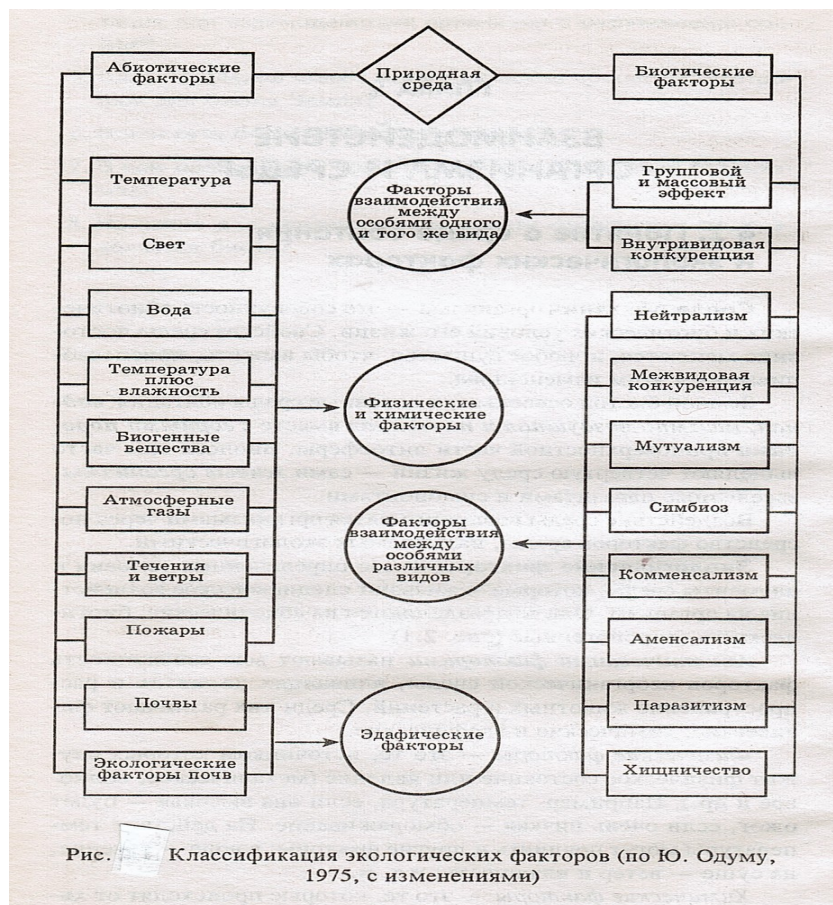 Абиотические
факторы
Природная
среда
Биотические
факторы
Температура
Свет
Вода
Температура
плюс
влажность
Биогенные
вещества
Атмосферные
газы
Течения
и ветры
Пожары
Почвы
Экологические
факторы почв
Факторы
взаимодействия
между
особями одного
и того же вида
Физические
и химические
факторы
Факторы
взаимодействия
между
особями
различных
видов
Эдафические
факторы
Групповой
и массовый
эффект
Внутривидовая
конкуренция
Нейтрализм
Межвидовая
конкуренция
Мутуализм
Симбиоз
Комменсализм
Аменсализм
Паразитизм
Хищничество
Рис. Классификация экологических факторов (по Ю. Одуму,
1975, с изменениями)